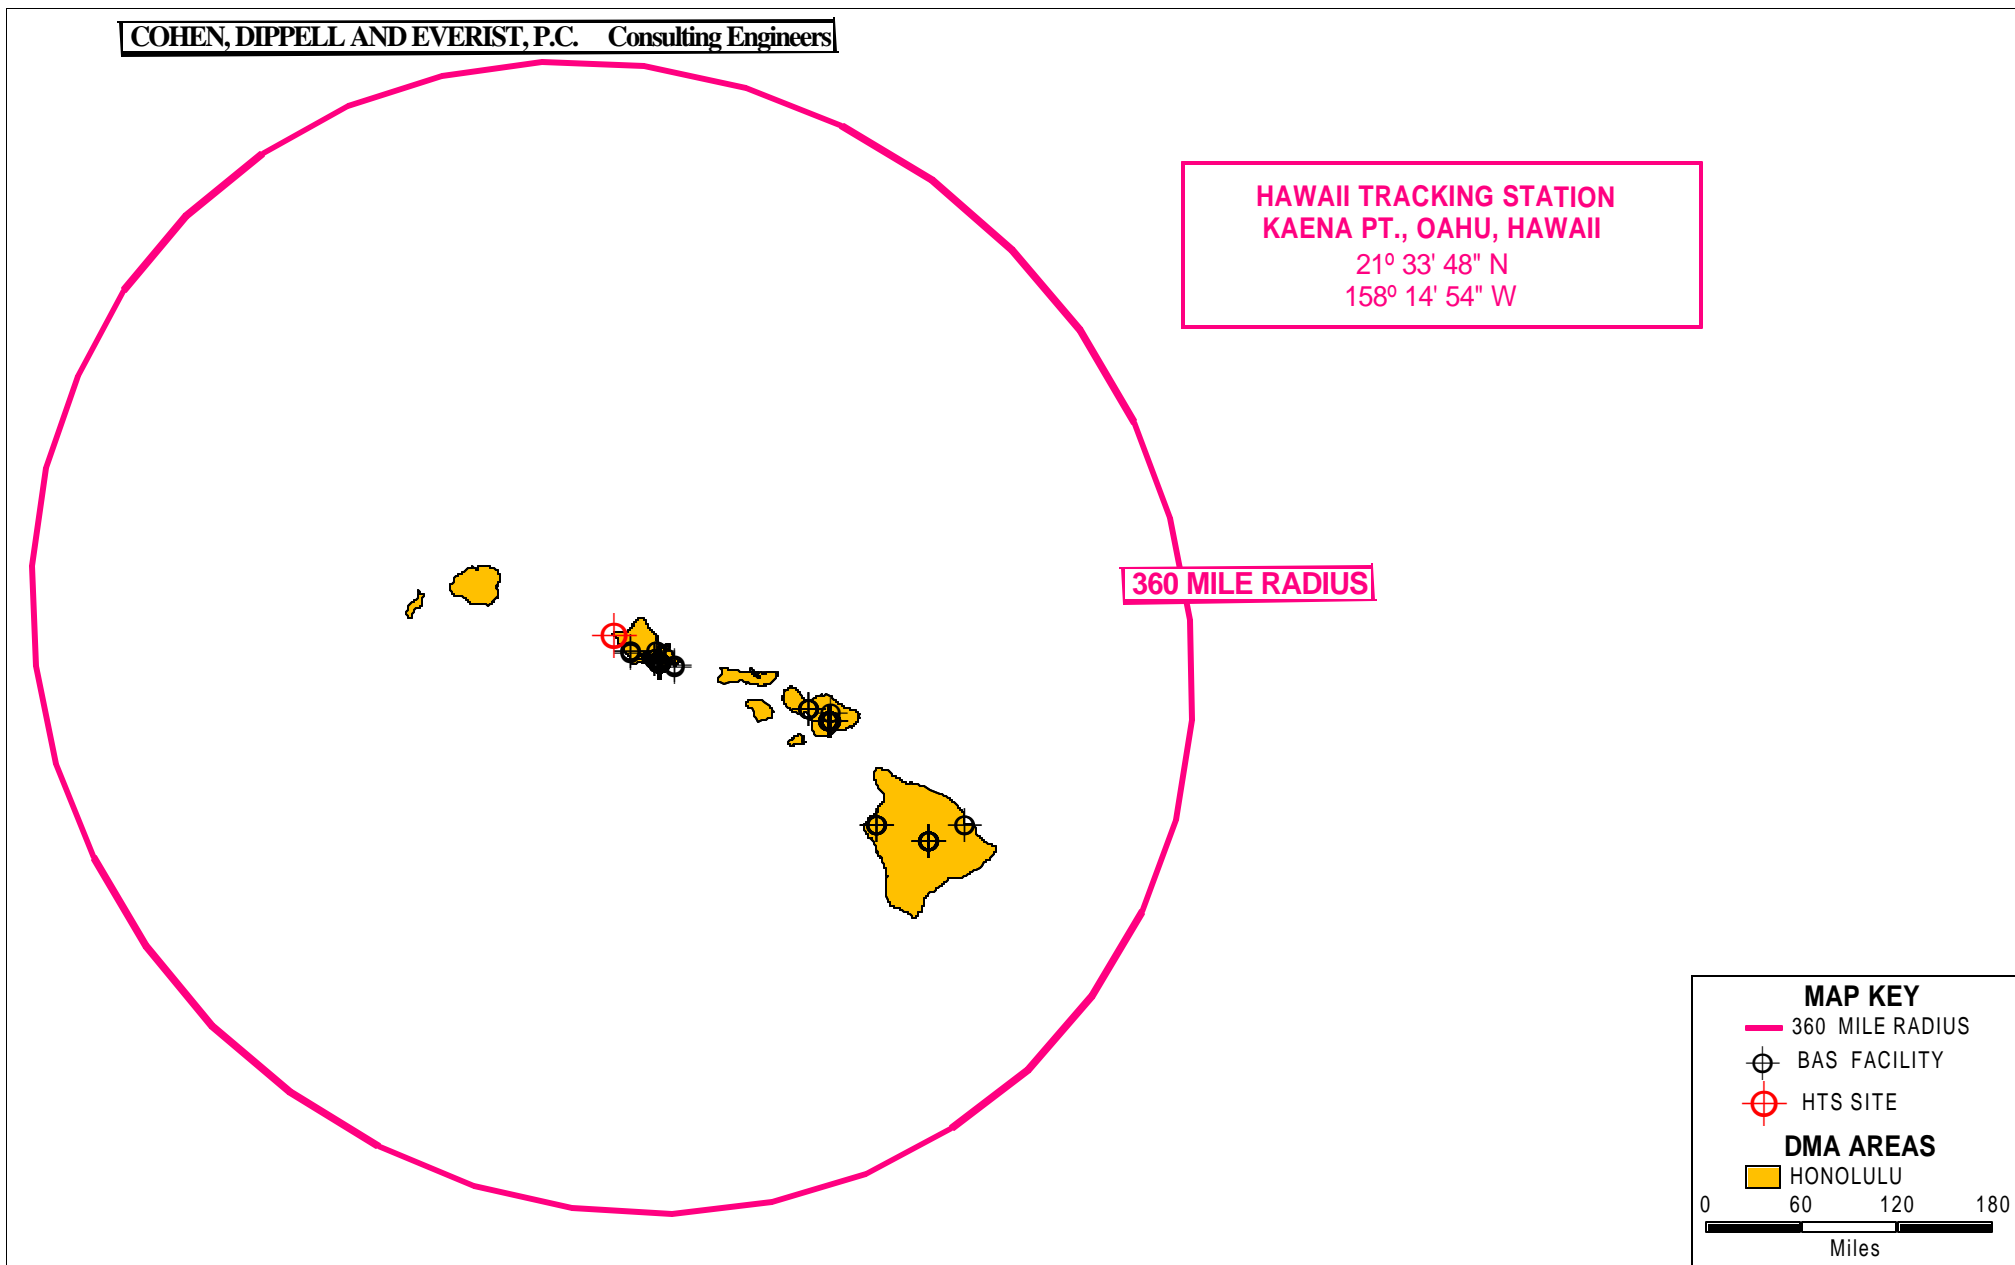 COHEN, DIPPELL AND EVERIST, P.C. Consulting Engineers
HAWAII TRACKING STATION
KAENA PT., OAHU, HAWAII
21º 33' 48" N
158º 14' 54" W
360 MILE RADIUS
MAP KEY
360 MILE RADIUS
BAS FACILITY
HTS SITE
DMA AREAS
HONOLULU
0 60 120 180
Miles